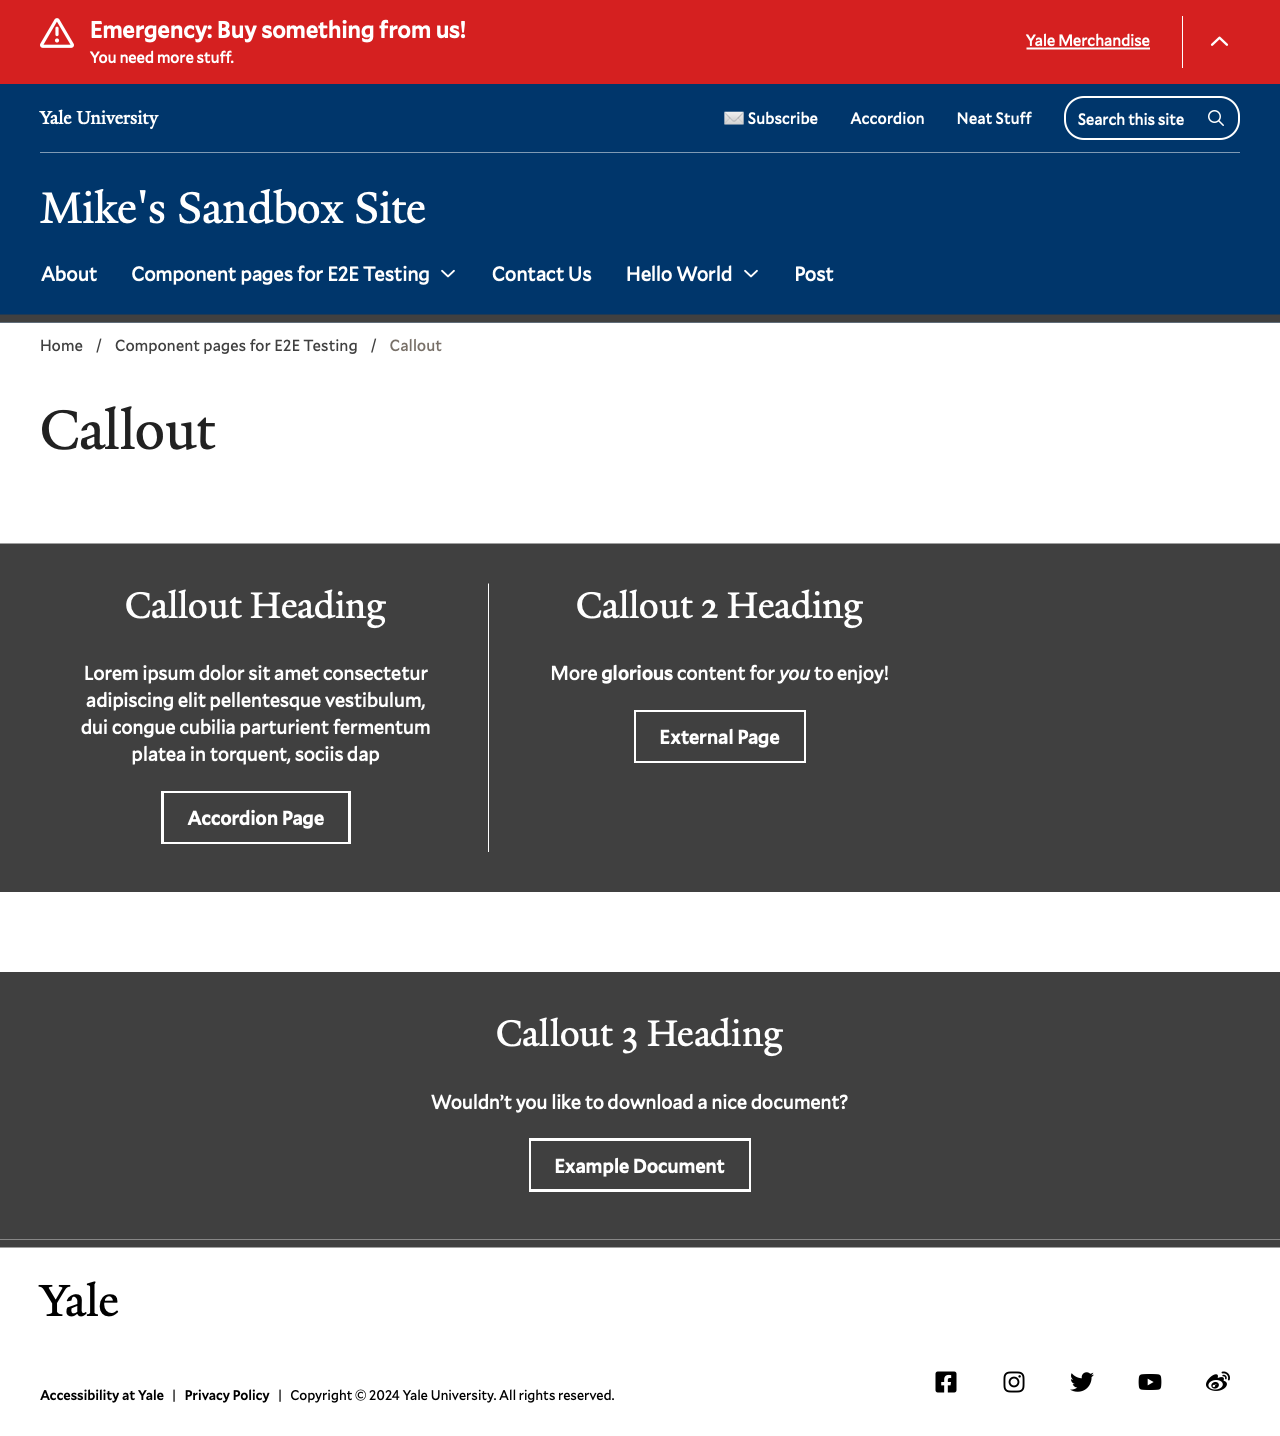 Emergency: Buy something from us!
You need more stuff.
Yale Merchandise
Yale University
Subscribe
Accordion
Neat Stuff
Search this site
Mike's Sandbox Site
About
Component pages for E2E Testing
Contact Us
Hello World
Post
Home / Component pages for E2E Testing / Callout
Callout
Callout Heading
Lorem ipsum dolor sit amet consectetur
adipiscing elit pellentesque vestibulum,
dui congue cubilia parturient fermentum
platea in torquent, sociis dap
Accordion Page
Callout 2 Heading
More glorious content for you to enjoy!
External Page
Callout 3 Heading
Wouldn’t you like to download a nice document?
Example Document
Yale
Accessibility at Yale | Privacy Policy | Copyright © 2024 Yale University. All rights reserved.